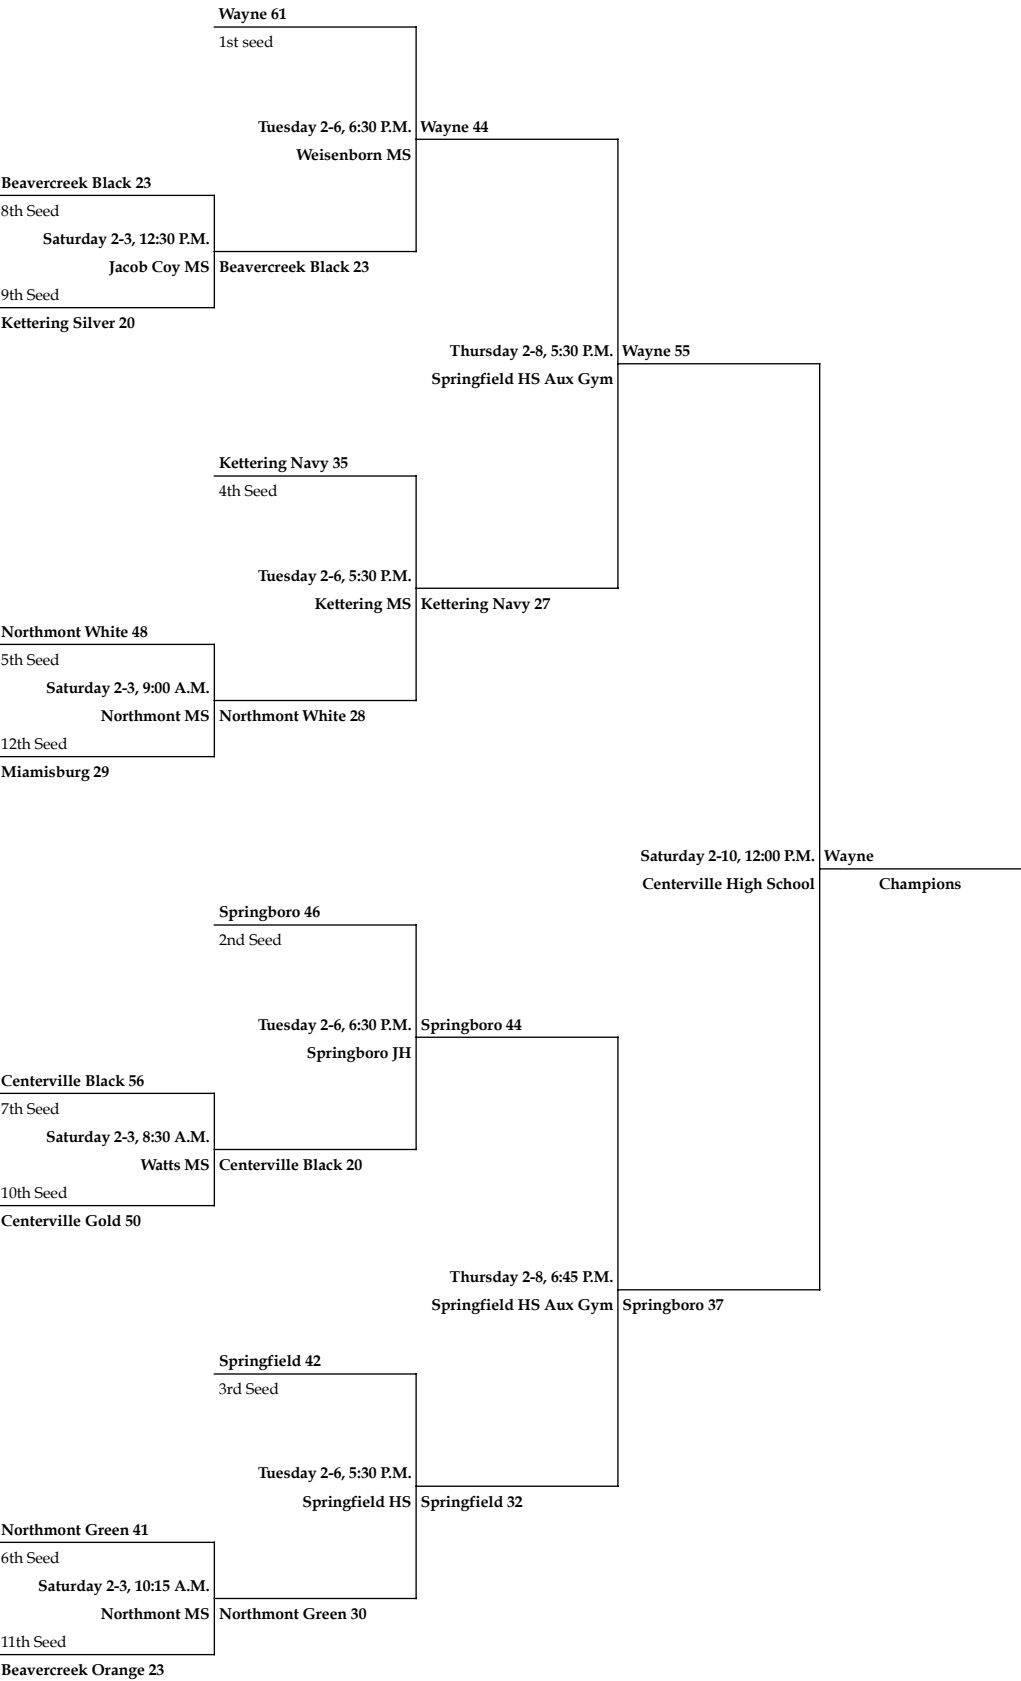 Wayne 61
1st seed
Tuesday 2-6, 6:30 P.M. Wayne 44
Weisenborn MS
Beavercreek Black 23
8th Seed
Saturday 2-3, 12:30 P.M.
Jacob Coy MS Beavercreek Black 23
9th Seed
Kettering Silver 20
Thursday 2-8, 5:30 P.M. Wayne 55
Springfield HS Aux Gym
Kettering Navy 35
4th Seed
Tuesday 2-6, 5:30 P.M.
Kettering MS Kettering Navy 27
Northmont White 48
5th Seed
Saturday 2-3, 9:00 A.M.
Northmont MS Northmont White 28
12th Seed
Miamisburg 29
Saturday 2-10, 12:00 P.M. Wayne
Centerville High School Champions
Springboro 46
2nd Seed
Tuesday 2-6, 6:30 P.M. Springboro 44
Springboro JH
Centerville Black 56
7th Seed
Saturday 2-3, 8:30 A.M.
Watts MS Centerville Black 20
10th Seed
Centerville Gold 50
Thursday 2-8, 6:45 P.M.
Springfield HS Aux Gym Springboro 37
Springfield 42
3rd Seed
Tuesday 2-6, 5:30 P.M.
Springfield HS Springfield 32
Northmont Green 41
6th Seed
Saturday 2-3, 10:15 A.M.
Northmont MS Northmont Green 30
11th Seed
Beavercreek Orange 23